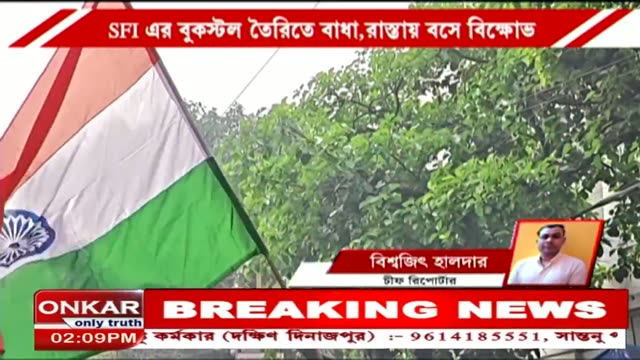 SFI এর বুকস্টল তৈরিতে বাধা,রাস্তায় বসে বিক্ষোভ
বিশ্বজিৎ হালদার
চীফ রিপোর্টার
ONKAR
only truth
BREAKING NEWS
02:09PM
কর্মকার (দক্ষিণ দিনাজপুর) :- 9614185551, সান্তনু